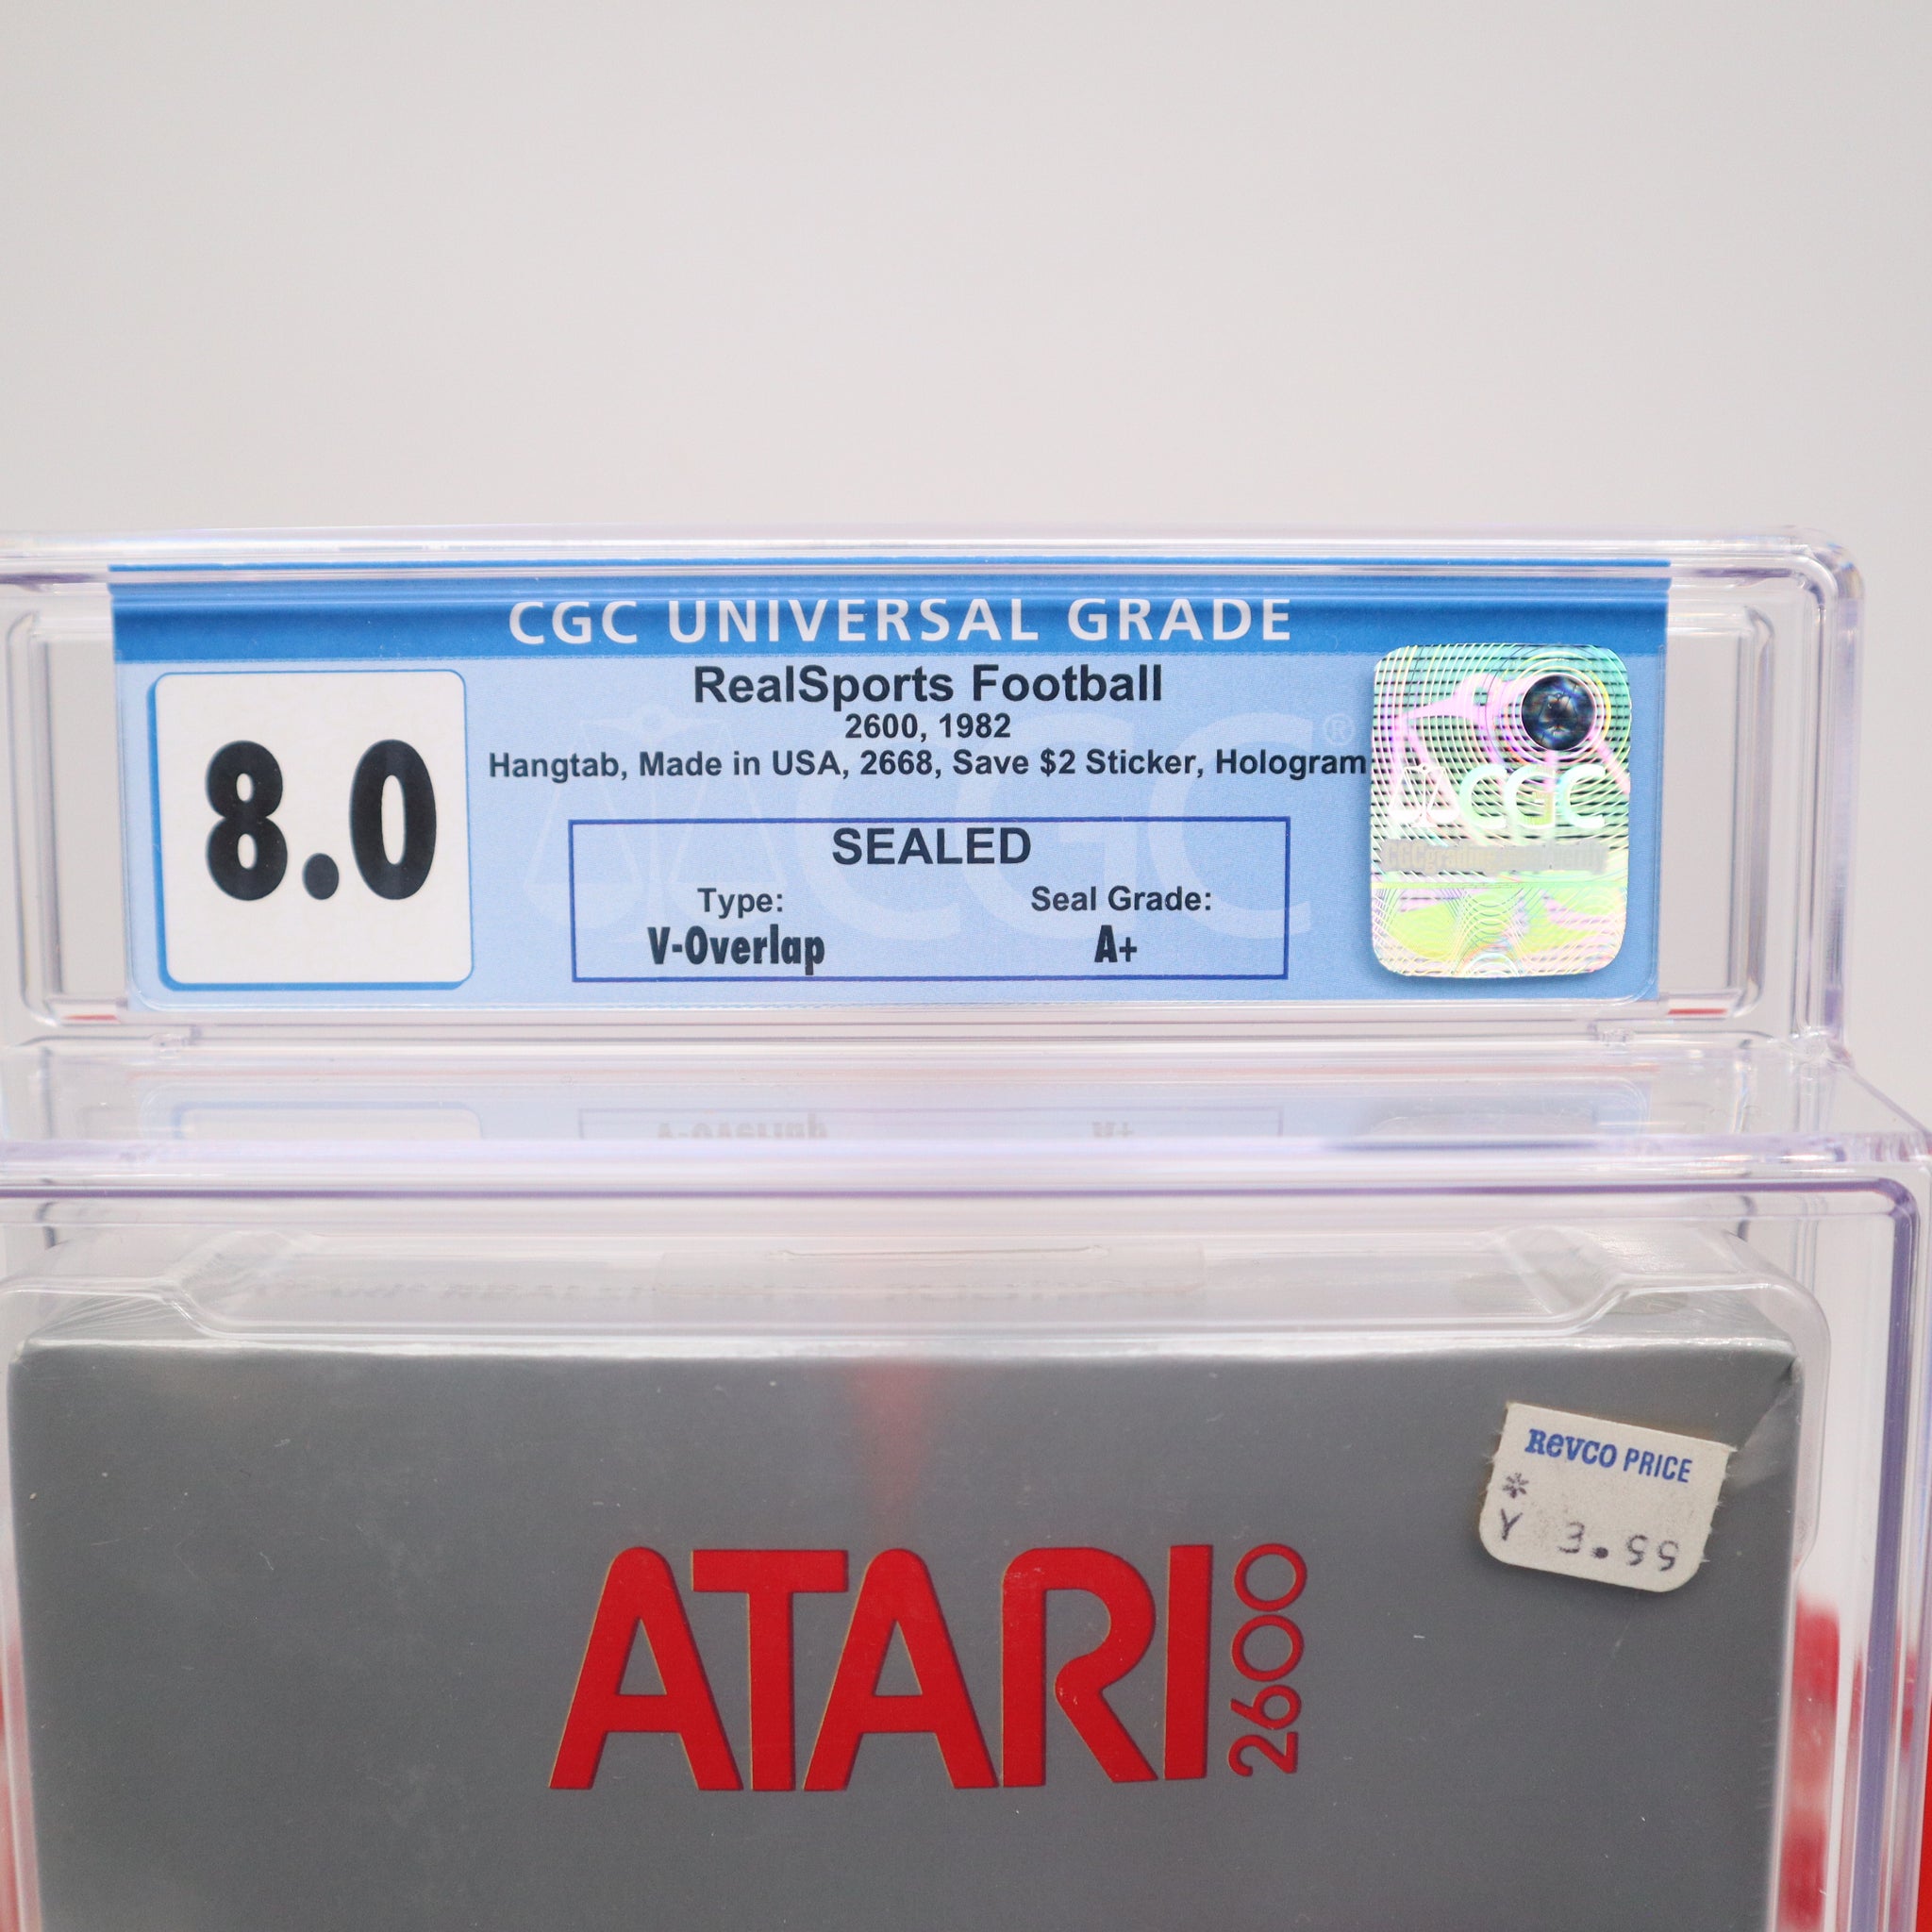 CGC UNIVERSAL GRADE
8.0
RealSports Football
2600, 1982
Hangtab, Made in USA, 2668, Save $2 Sticker, Hologram
CGC®
SEALED
Type: Seal Grade:
V-Overlap A+
CGC
REVCO PRICE
*
Y 3.99
ATARI 2600